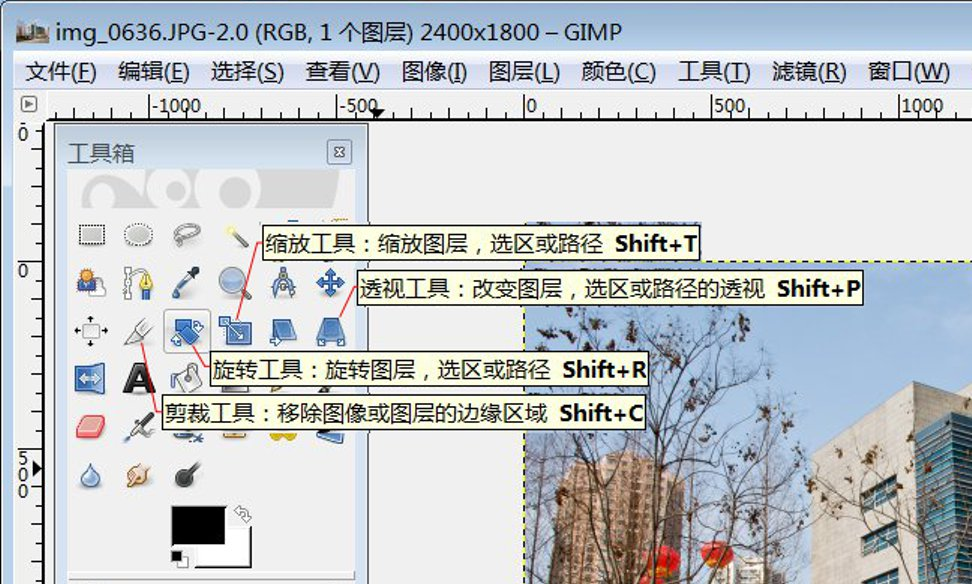 img_0636.JPG-2.0 (RGB, 1 个图层) 2400x1800 – GIMP
文件(F) 编辑(E) 选择(S) 查看(V) 图像(I) 图层(L) 颜色(C) 工具(T) 滤镜(R) 窗口(W)
-1000 -500 0 500 1000
0
工具箱
缩放工具：缩放图层，选区或路径 Shift+T
0
透视工具：改变图层，选区或路径的透视 Shift+P
旋转工具：旋转图层，选区或路径 Shift+R
剪裁工具：移除图像或图层的边缘区域 Shift+C
500